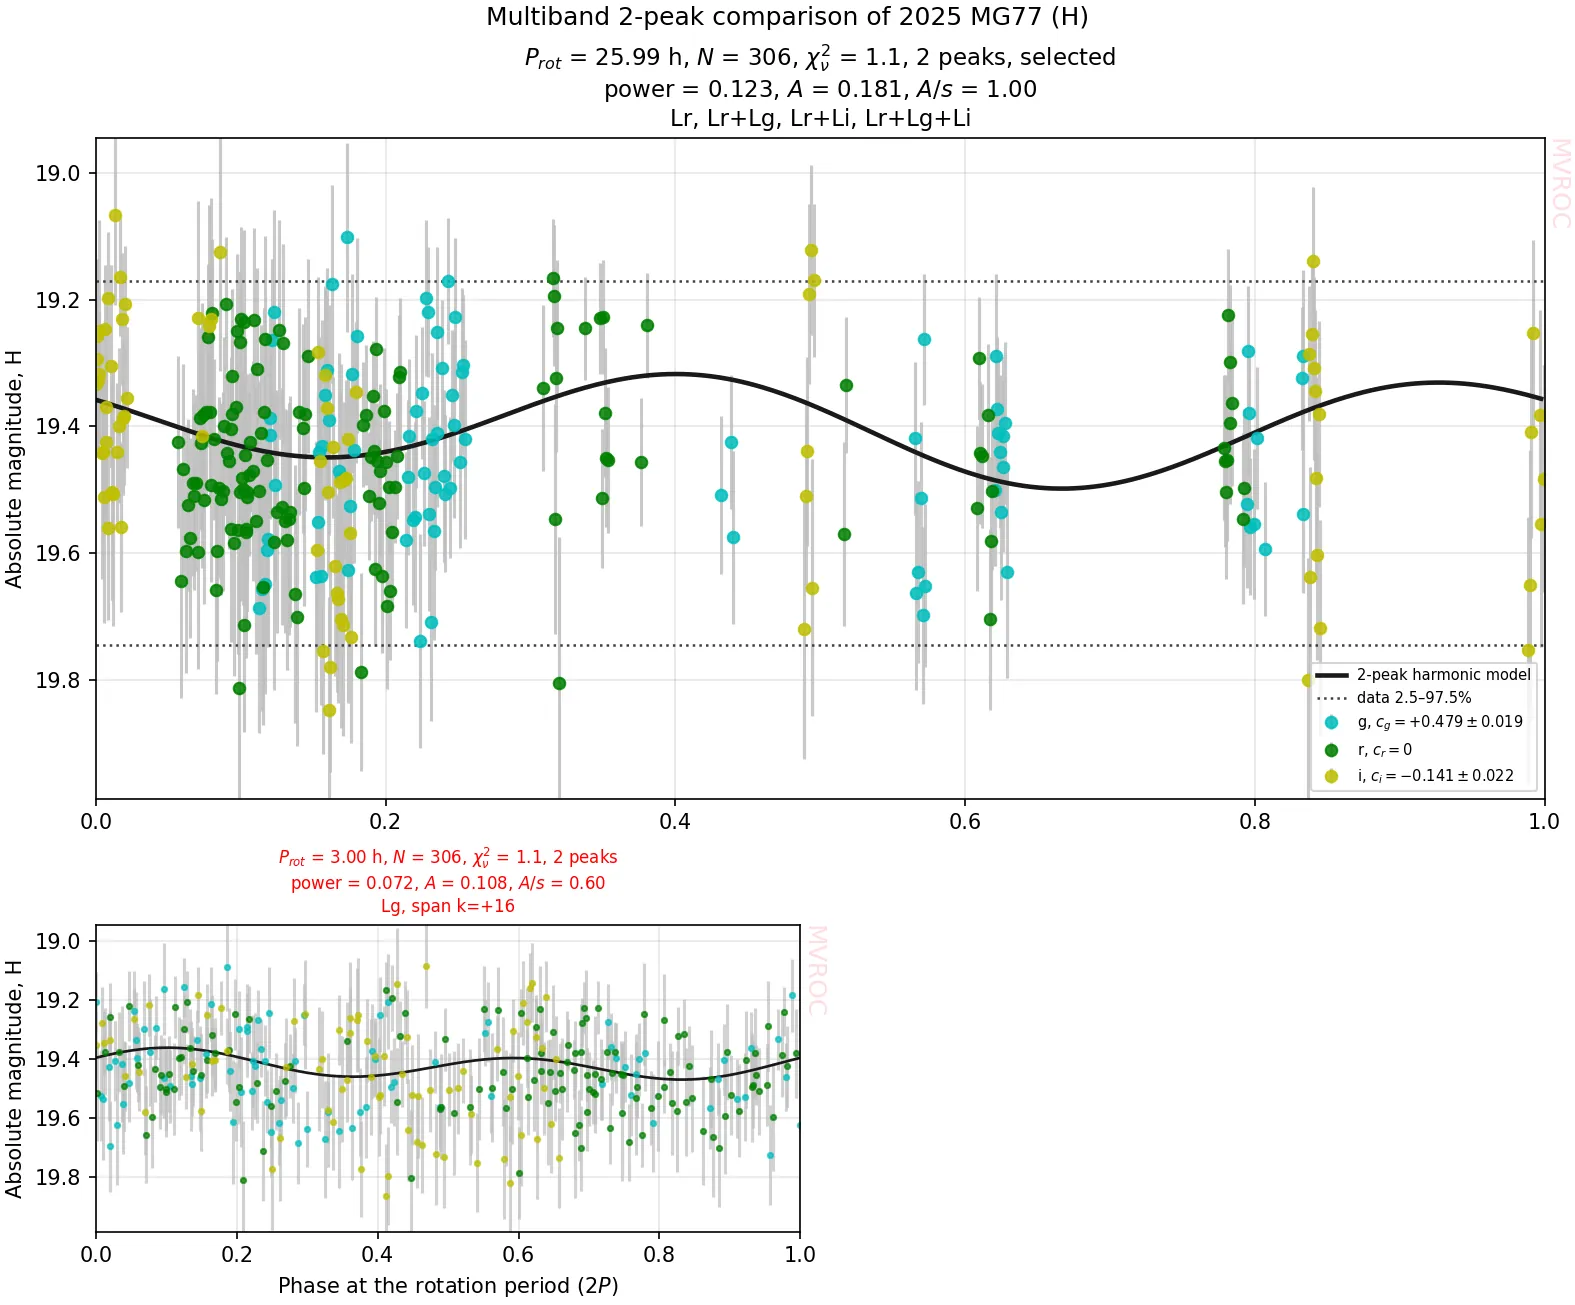 Multiband 2-peak comparison of 2025 MG77 (H)
P_rot = 25.99 h, N = 306, χ²_ν = 1.1, 2 peaks, selected
power = 0.123, A = 0.181, A/s = 1.00
Lr, Lr+Lg, Lr+Li, Lr+Lg+Li
MVROC
Absolute magnitude, H
19.0
19.2
19.4
19.6
19.8
2-peak harmonic model
data 2.5–97.5%
g, c_g = +0.479 ± 0.019
r, c_r = 0
i, c_i = −0.141 ± 0.022
0.0 0.2 0.4 0.6 0.8 1.0
P_rot = 3.00 h, N = 306, χ²_ν = 1.1, 2 peaks
power = 0.072, A = 0.108, A/s = 0.60
Lg, span k=+16
MVROC
Absolute magnitude, H
19.0
19.2
19.4
19.6
19.8
0.0 0.2 0.4 0.6 0.8 1.0
Phase at the rotation period (2P)